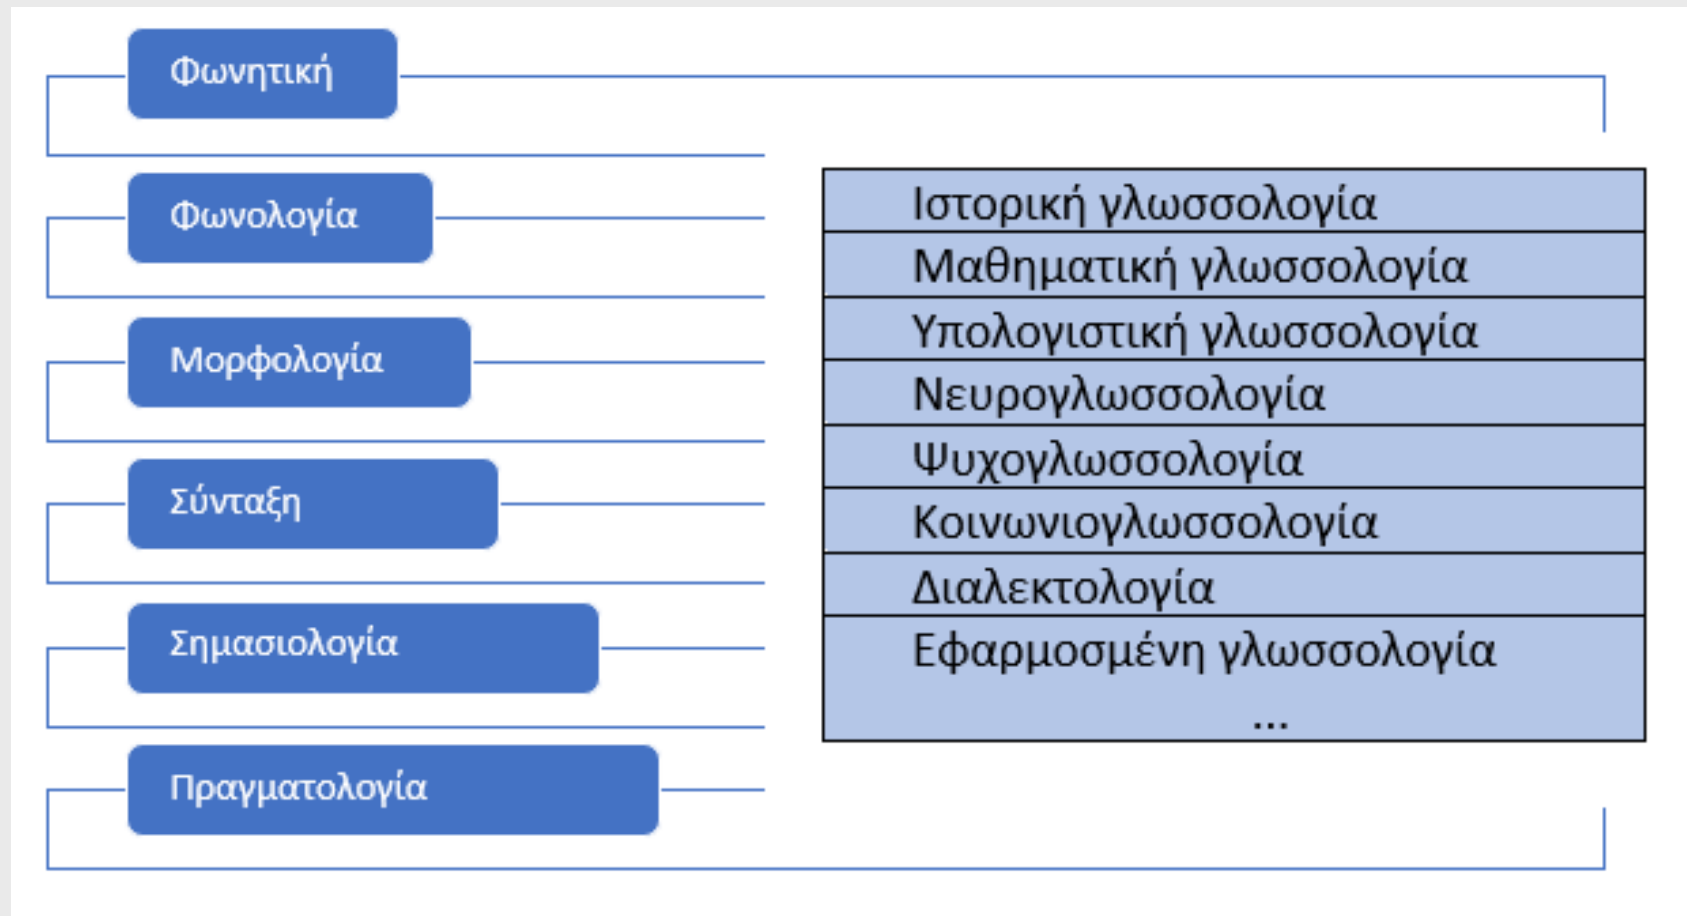 Φωνητική
Φωνολογία
Μορφολογία
Σύνταξη
Σημασιολογία
Πραγματολογία
Ιστορική γλωσσολογία
Μαθηματική γλωσσολογία
Υπολογιστική γλωσσολογία
Νευρογλωσσολογία
Ψυχογλωσσολογία
Κοινωνιογλωσσολογία
Διαλεκτολογία
Εφαρμοσμένη γλωσσολογία
...